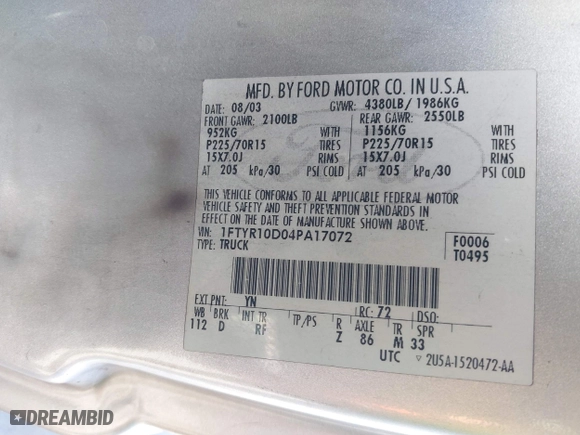 MFD. BY FORD MOTOR CO. IN U.S.A.
DATE: 08/03 GVWR: 4380LB/ 1986KG
FRONT GAWR: 2100LB REAR GAWR: 2550LB
952KG WITH 1156KG WITH
P225/70R15 TIRES P225/70R15 TIRES
15X7.0J RIMS 15X7.0J RIMS
AT 205 kPa/30 PSI COLD AT 205 kPa/30 PSI COLD
THIS VEHICLE CONFORMS TO ALL APPLICABLE FEDERAL MOTOR
VEHICLE SAFETY AND THEFT PREVENTION STANDARDS IN
EFFECT ON THE DATE OF MANUFACTURE SHOWN ABOVE.
VIN: 1FTYR10D04PA17072 F0006
TYPE: TRUCK T0495
EXT PNT: YN RC: 72 DSO:
WB BRK INT TR TP/PS R AXLE TR SPR
112 D RF Z 86 M 33
UTC 2U5A-1520472-AA
Ford
DREAMBID